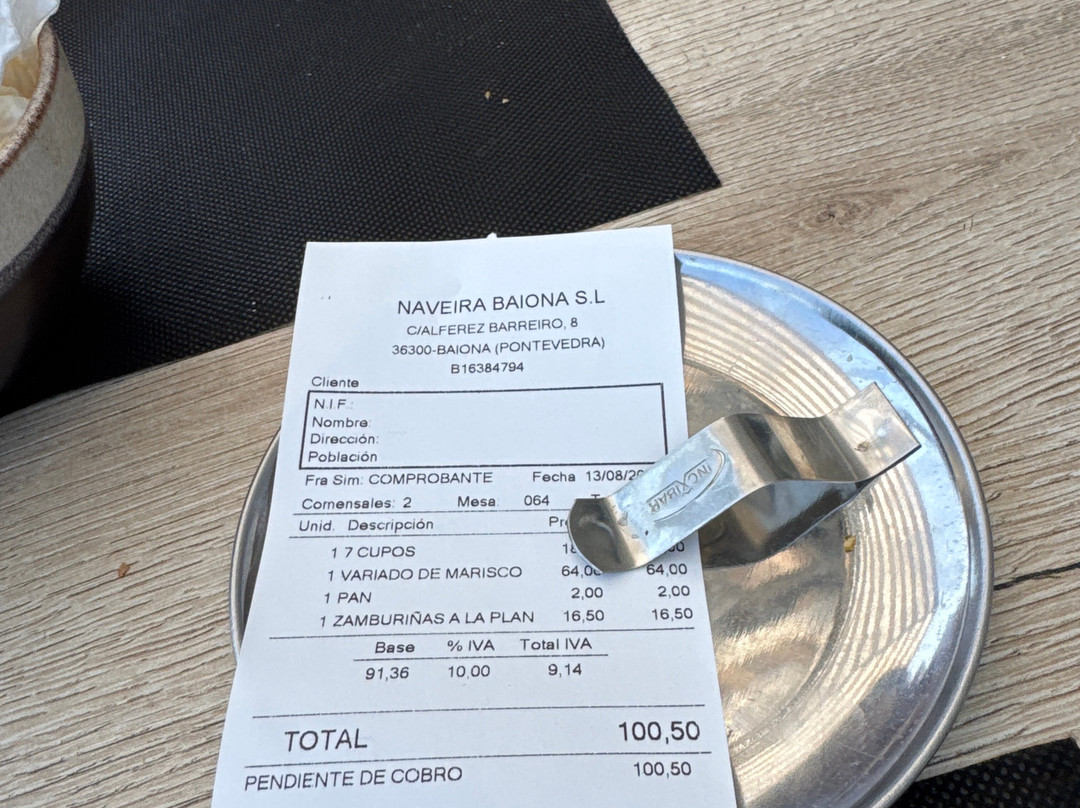 NAVEIRA BAIONA S.L
C/ALFEREZ BARREIRO, 8
36300-BAIONA (PONTEVEDRA)
B16384794
Cliente
N.I.F.:
Nombre:
Dirección:
Población
Fra Sim: COMPROBANTE Fecha 13/08/20
Comensales: 2 Mesa: 064
Unid. Descripción
1 7 CUPOS
1 VARIADO DE MARISCO 64,00 64,00
1 PAN 2,00 2,00
1 ZAMBURIÑAS A LA PLAN 16,50 16,50
Base % IVA Total IVA
91,36 10,00 9,14
TOTAL 100,50
PENDIENTE DE COBRO 100,50
INOXIBAR